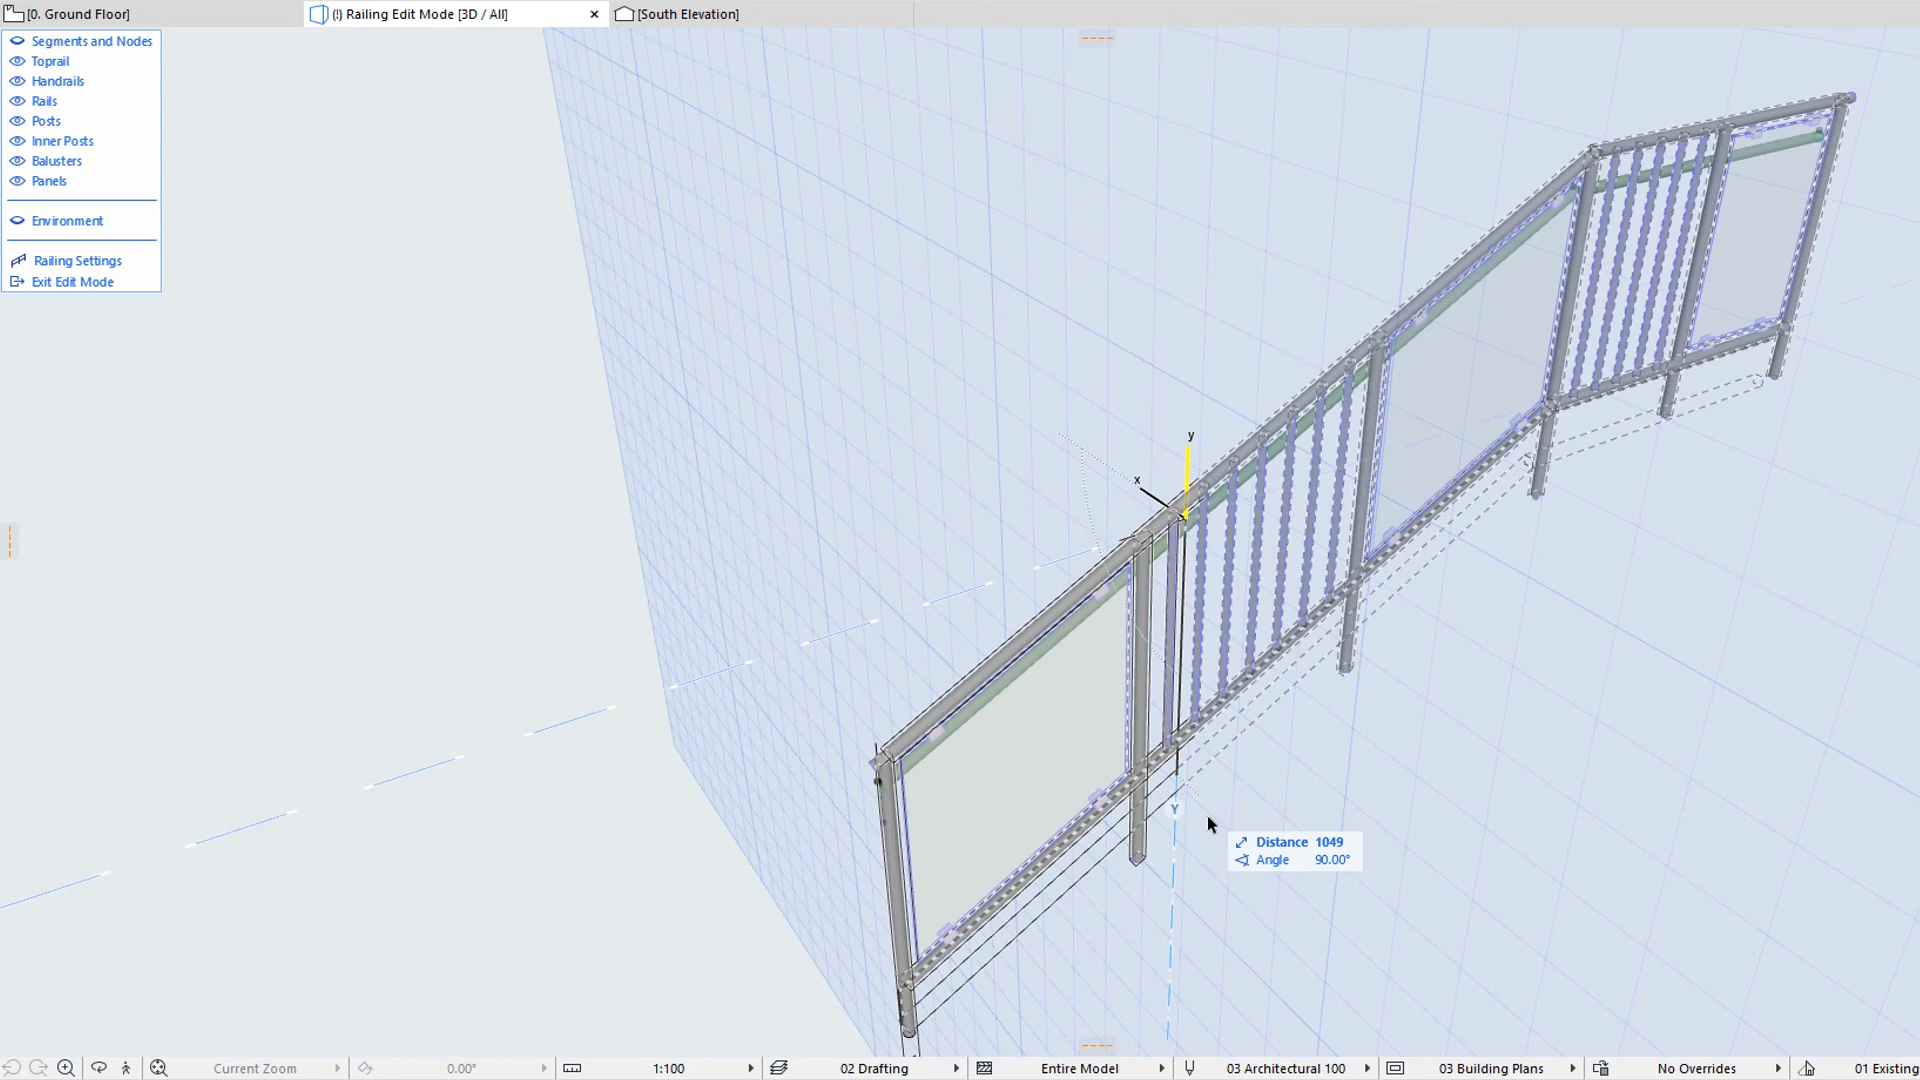 [0. Ground Floor]
(!) Railing Edit Mode [3D / All]
[South Elevation]
Segments and Nodes
Toprail
Handrails
Rails
Posts
Inner Posts
Balusters
Panels
Environment
Railing Settings
Exit Edit Mode
y
x
Y
Distance 1049
Angle 90.00°
Current Zoom
0.00°
1:100
02 Drafting
Entire Model
03 Architectural 100
03 Building Plans
No Overrides
01 Existing